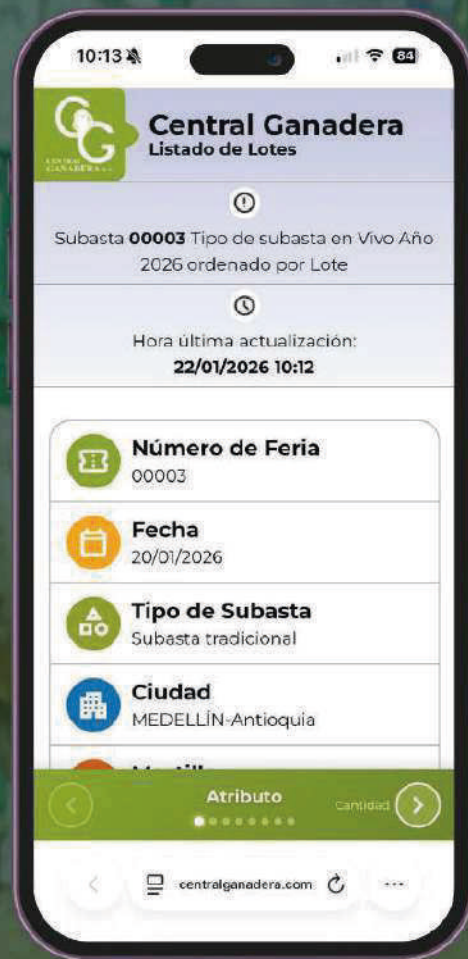 10:13
84
CG
CENTRAL
GANADERA S.A.
Central Ganadera
Listado de Lotes
Subasta 00003 Tipo de subasta en Vivo Año
2026 ordenado por Lote
Hora última actualización:
22/01/2026 10:12
Número de Feria
00003
Fecha
20/01/2026
Tipo de Subasta
Subasta tradicional
Ciudad
MEDELLÍN-Antioquia
Atributo
Cantidad
centralganadera.com